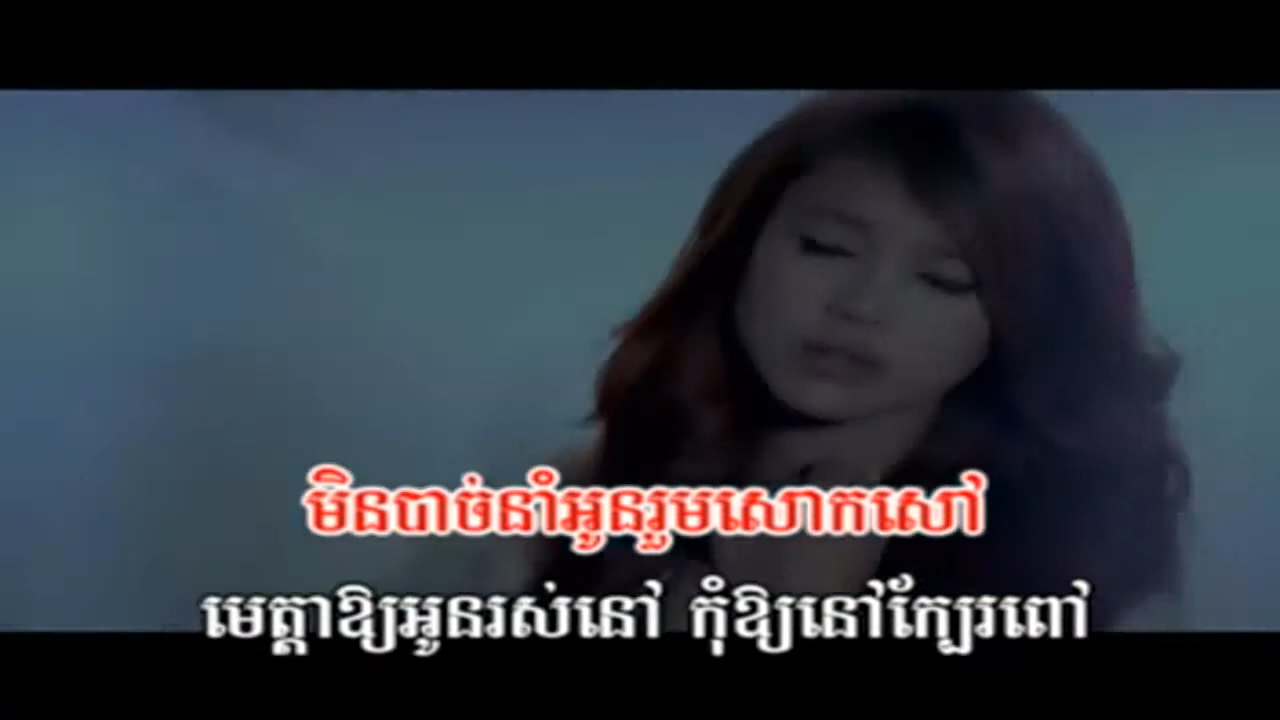 មិនបាច់នាំអូនរួមសោកសៅ
មេត្តាឱ្យអូនរស់នៅ កុំឱ្យនៅក្បែរពៅ